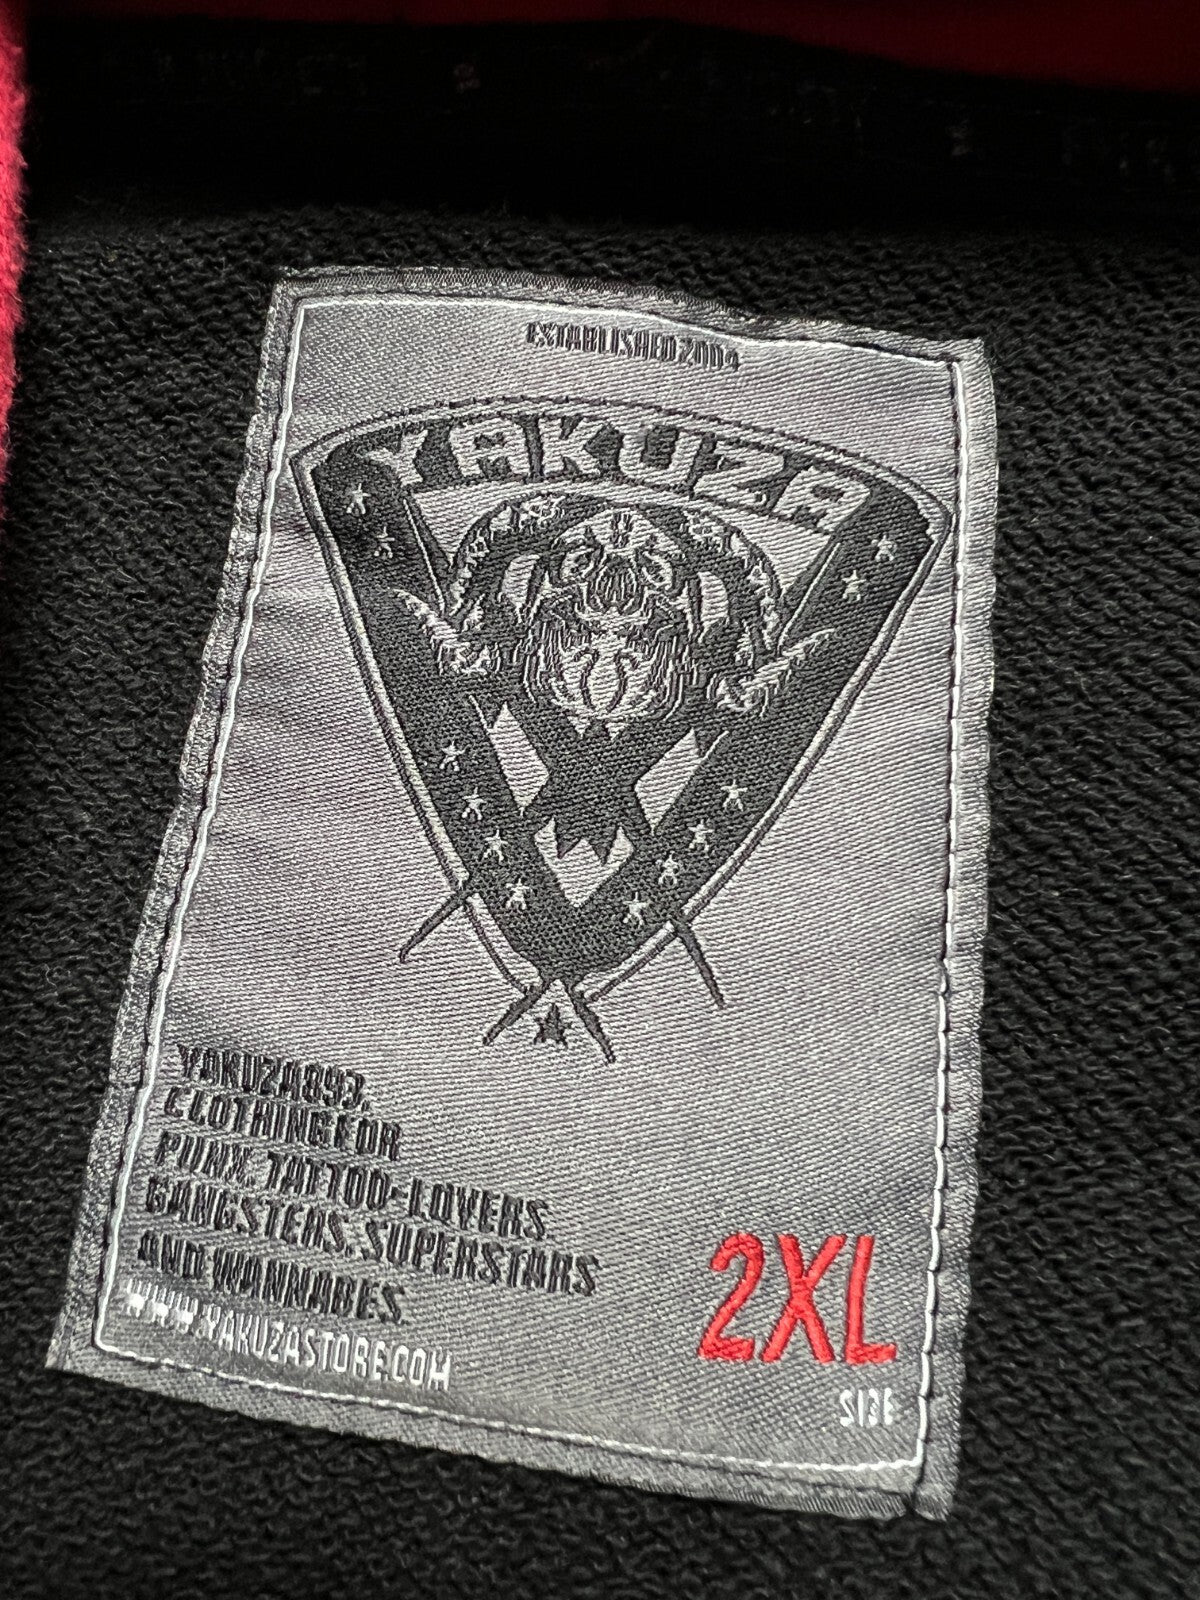 ESTABLISHED 2004
YAKUZA
YAKUZA893.
CLOTHING FOR
PUNX, TATTOO-LOVERS,
GANGSTERS, SUPERSTARS
AND WANNABES.
WWW.YAKUZASTORE.COM
2XL
SIZE